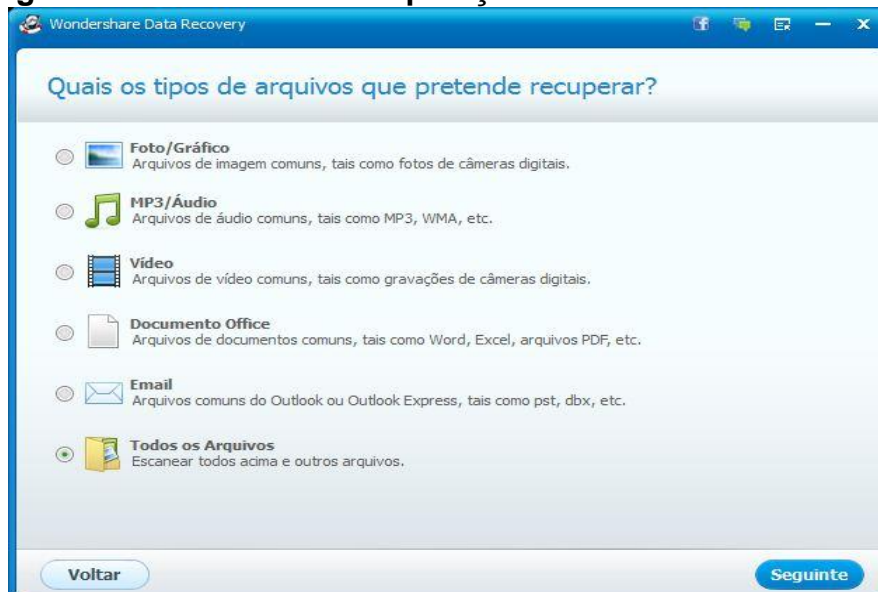 Wondershare Data Recovery
Quais os tipos de arquivos que pretende recuperar?
Foto/Gráfico
Arquivos de imagem comuns, tais como fotos de câmeras digitais.
MP3/Áudio
Arquivos de áudio comuns, tais como MP3, WMA, etc.
Vídeo
Arquivos de vídeo comuns, tais como gravações de câmeras digitais.
Documento Office
Arquivos de documentos comuns, tais como Word, Excel, arquivos PDF, etc.
Email
Arquivos comuns do Outlook ou Outlook Express, tais como pst, dbx, etc.
Todos os Arquivos
Escanear todos acima e outros arquivos.
Voltar
Seguinte